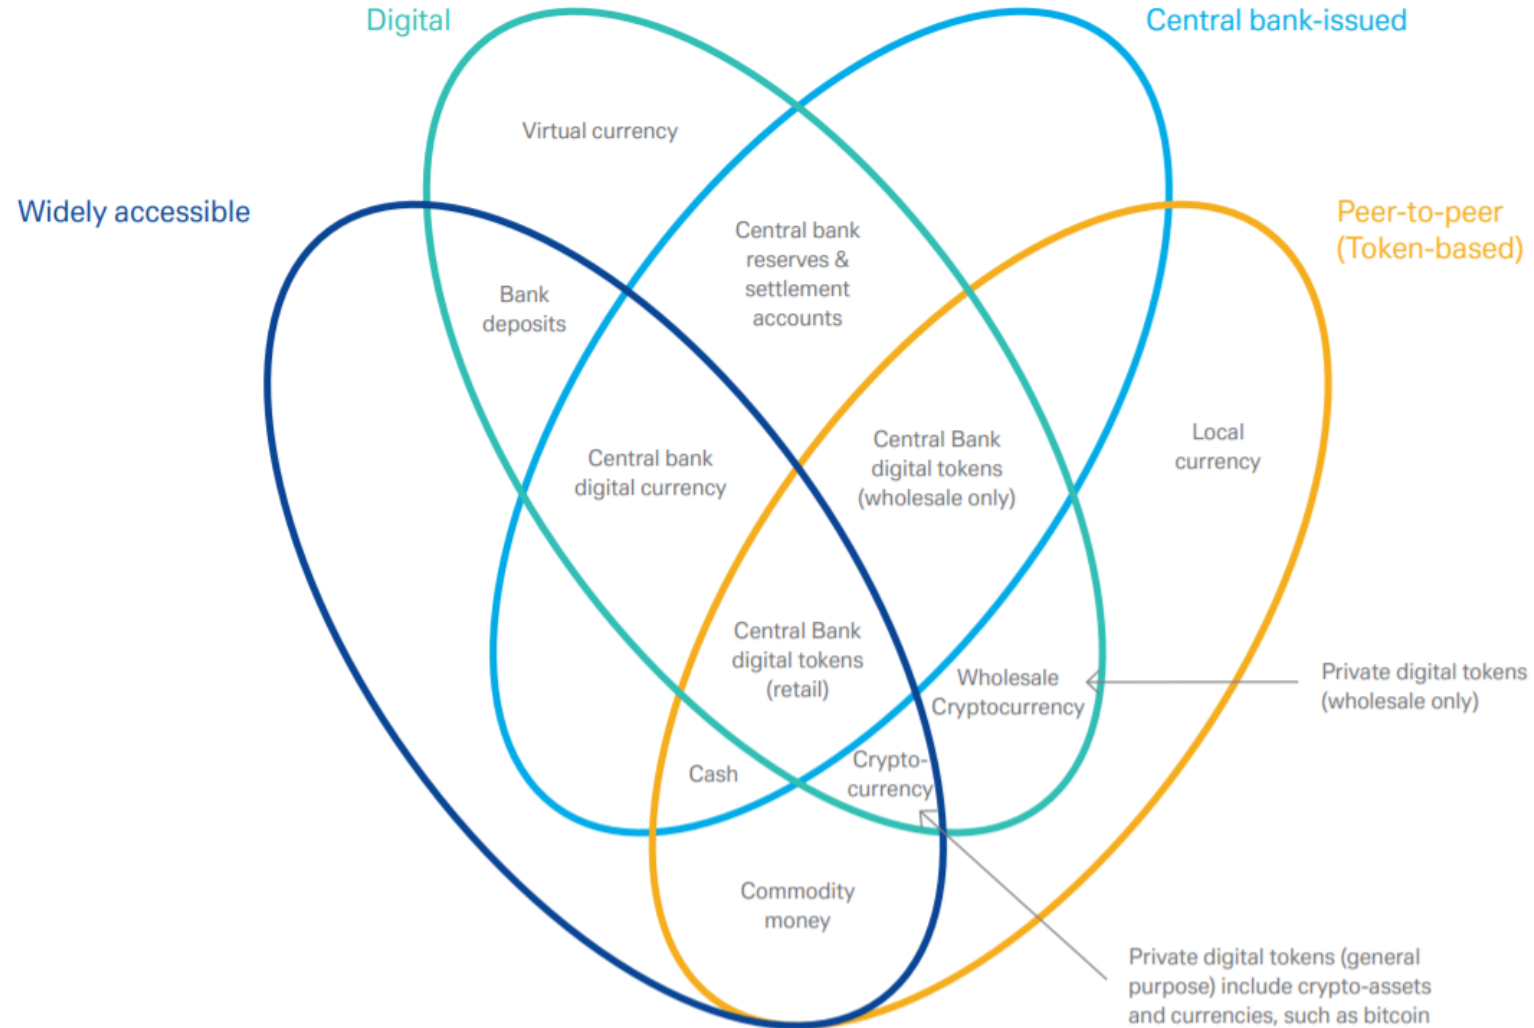 Digital
Central bank-issued
Virtual currency
Widely accessible
Peer-to-peer
(Token-based)
Central bank
reserves &
settlement
accounts
Bank
deposits
Local
currency
Central Bank
digital tokens
(wholesale only)
Central bank
digital currency
Central Bank
digital tokens
(retail)
Wholesale
Cryptocurrency
Private digital tokens
(wholesale only)
Cash
Crypto-
currency
Commodity
money
Private digital tokens (general
purpose) include crypto-assets
and currencies, such as bitcoin